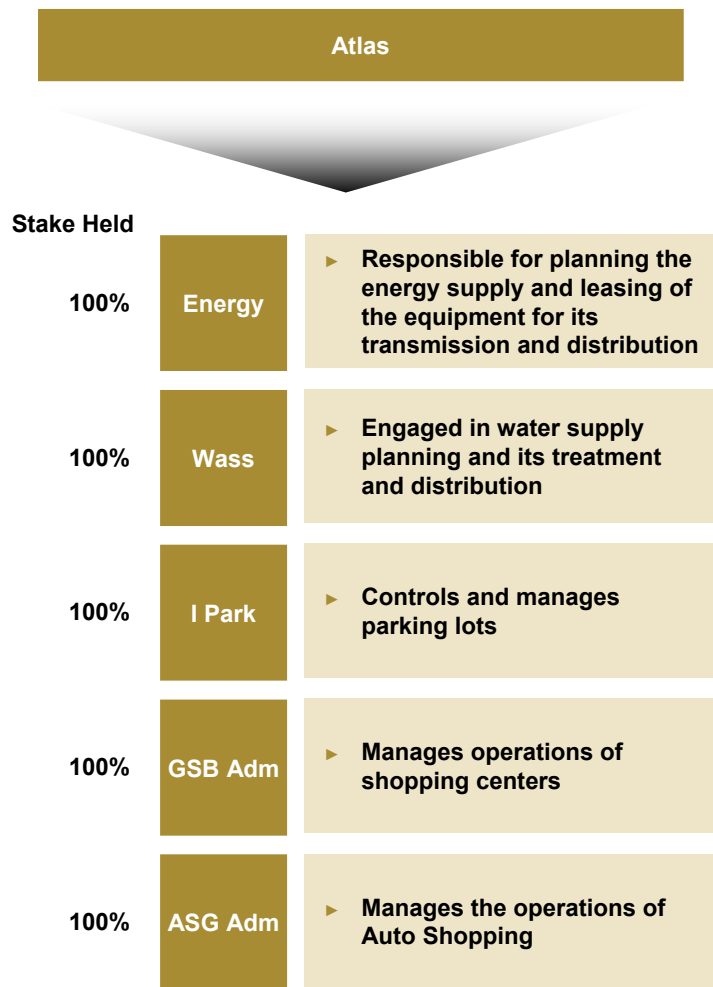 Atlas
Stake Held
100%
Energy
► Responsible for planning the
energy supply and leasing of
the equipment for its
transmission and distribution
100%
Wass
► Engaged in water supply
planning and its treatment
and distribution
100%
I Park
► Controls and manages
parking lots
100%
GSB Adm
► Manages operations of
shopping centers
100%
ASG Adm
► Manages the operations of
Auto Shopping